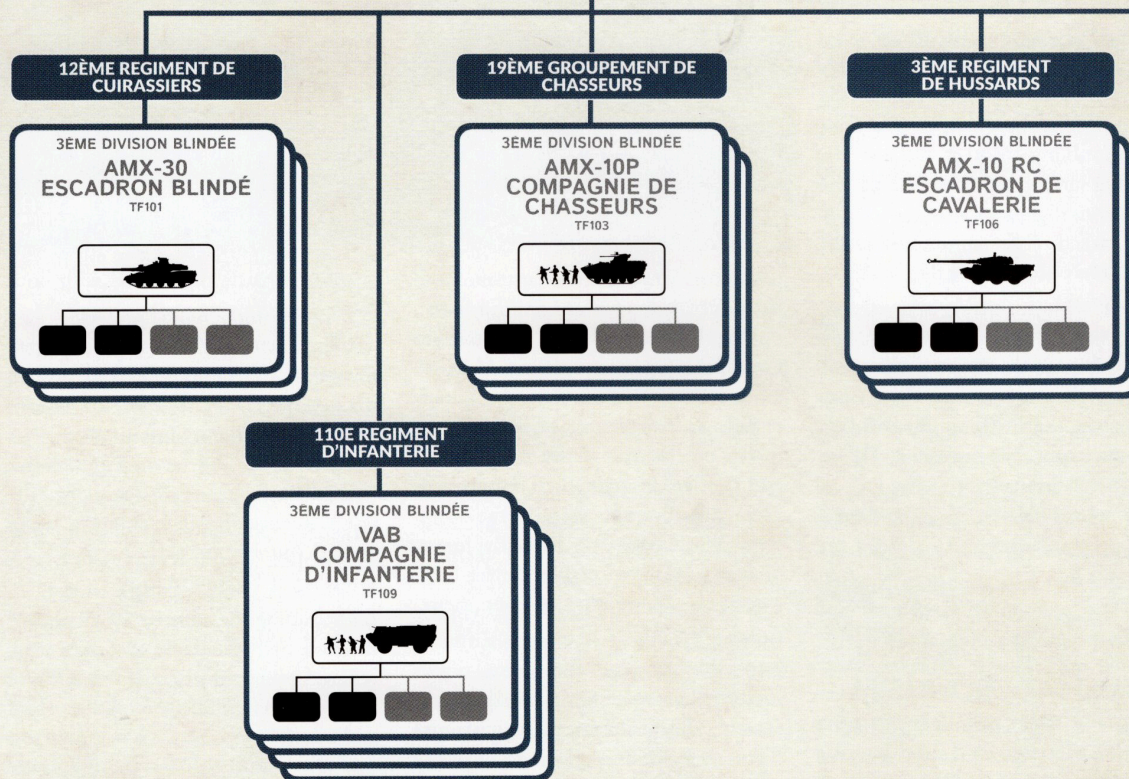 12ÈME REGIMENT DE
CUIRASSIERS
3ÈME DIVISION BLINDÉE
AMX-30
ESCADRON BLINDÉ
TF101
19ÈME GROUPEMENT DE
CHASSEURS
3ÈME DIVISION BLINDÉE
AMX-10P
COMPAGNIE DE
CHASSEURS
TF103
3ÈME REGIMENT
DE HUSSARDS
3ÈME DIVISION BLINDÉE
AMX-10 RC
ESCADRON DE
CAVALERIE
TF106
110E REGIMENT
D'INFANTERIE
3ÈME DIVISION BLINDÉE
VAB
COMPAGNIE
D'INFANTERIE
TF109